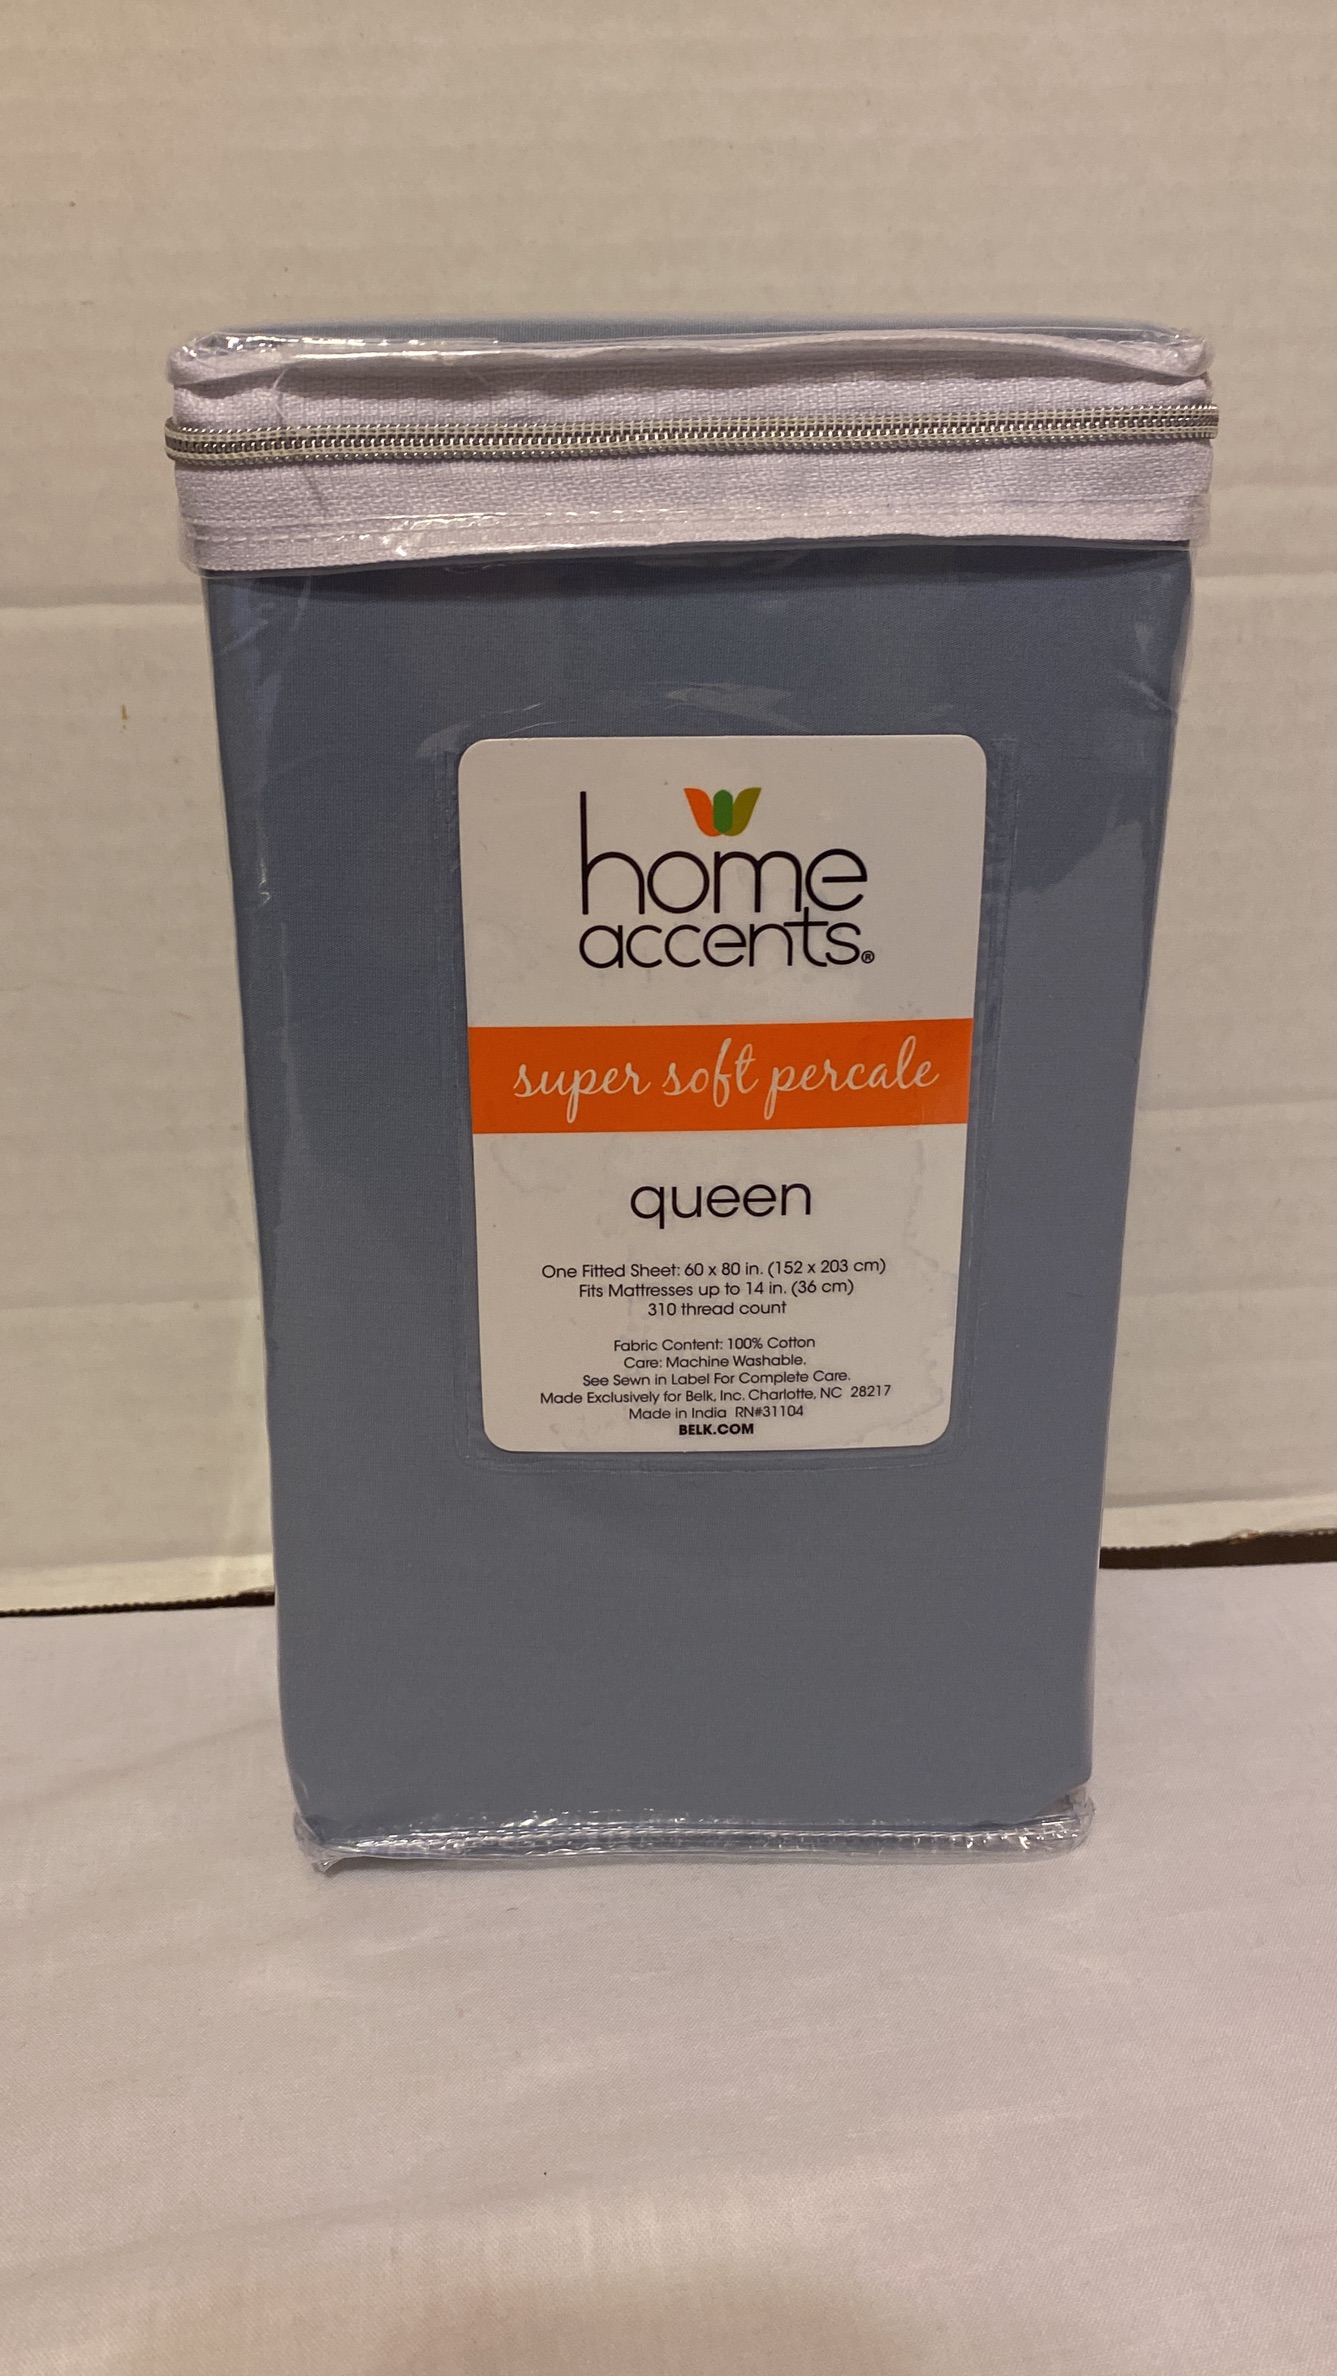 home
accents®
super soft percale
queen
One Fitted Sheet: 60 x 80 in. (152 x 203 cm)
Fits Mattresses up to 14 in. (36 cm)
310 thread count
Fabric Content: 100% Cotton
Care: Machine Washable.
See Sewn in Label For Complete Care.
Made Exclusively for Belk, Inc. Charlotte, NC 28217
Made in India RN#31104
BELK.COM